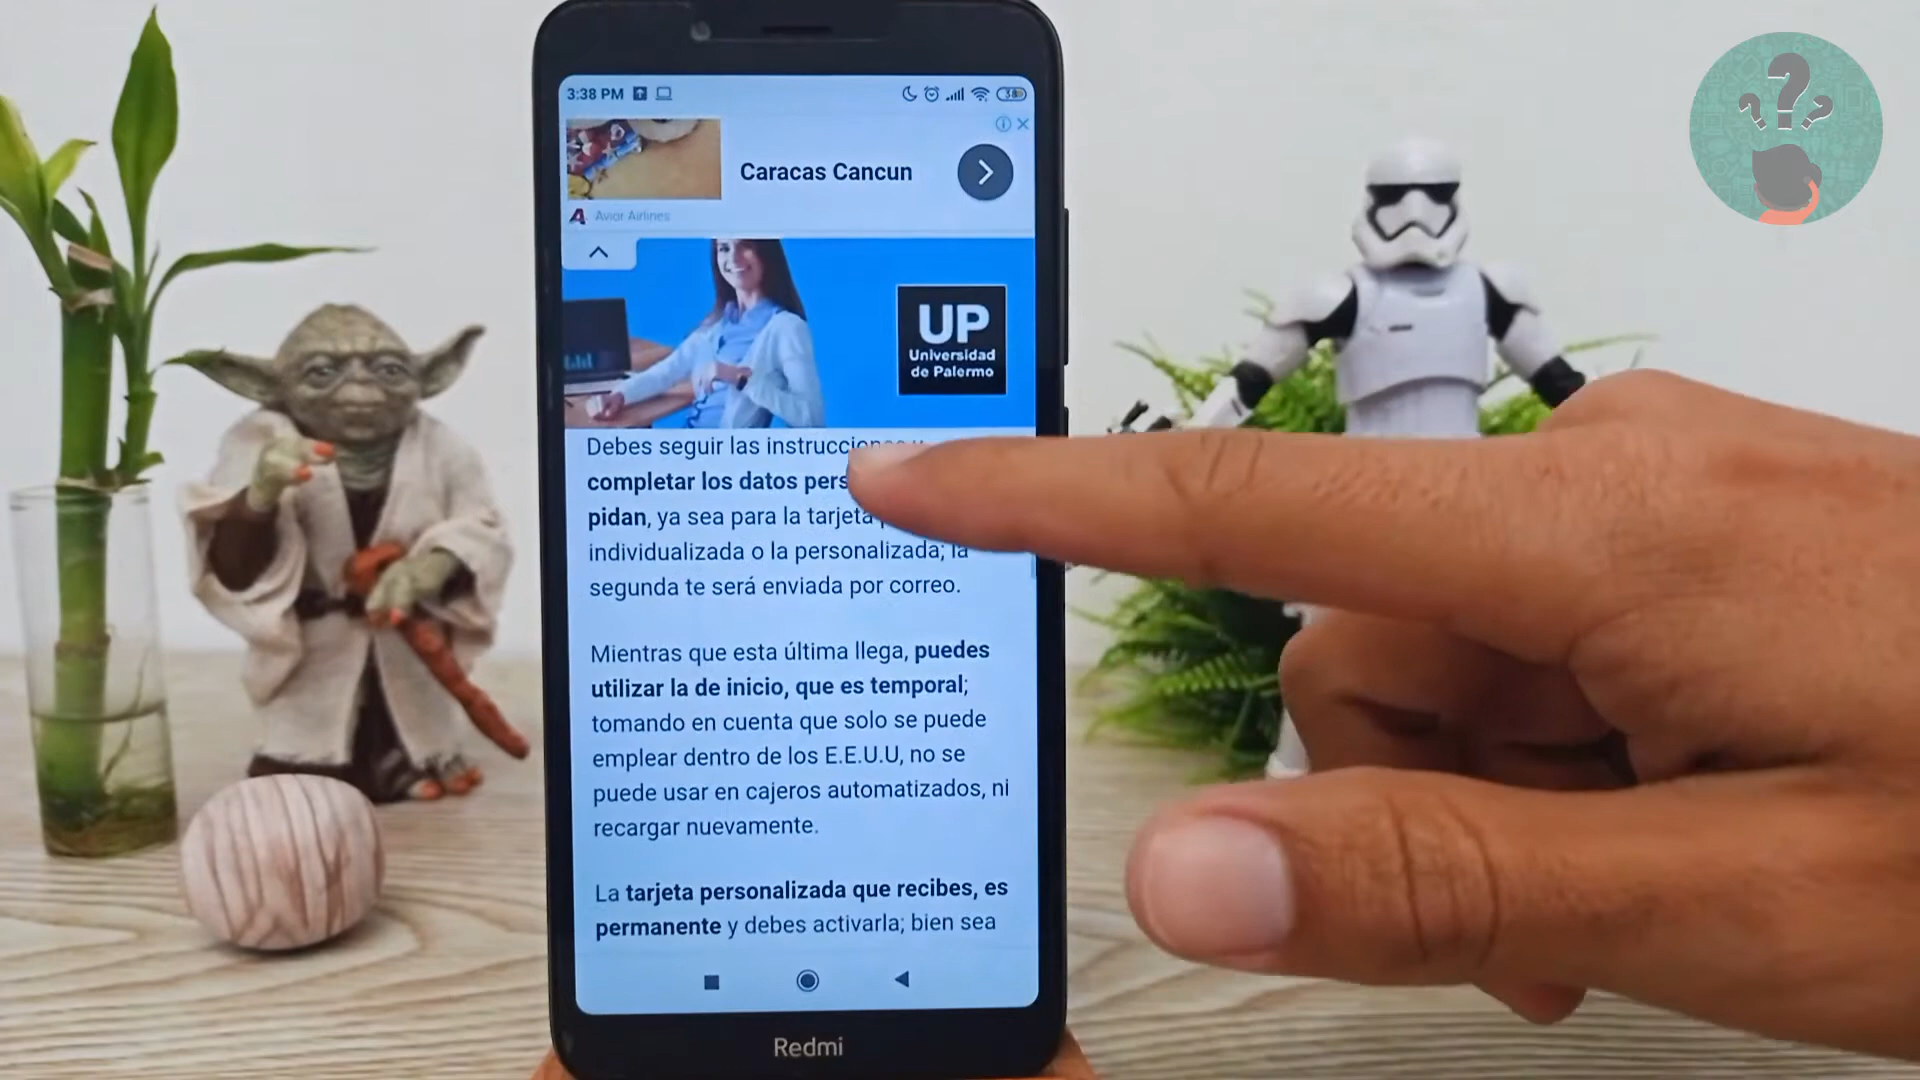 3:38 PM
38
Caracas Cancun
Avior Airlines
UP
Universidad
de Palermo
Debes seguir las
completar los datos
pidan, ya sea para la tarjeta
individualizada o la personalizada; la
segunda te será enviada por correo.
Mientras que esta última llega, puedes
utilizar la de inicio, que es temporal;
tomando en cuenta que solo se puede
emplear dentro de los E.E.U.U, no se
puede usar en cajeros automatizados, ni
recargar nuevamente.
La tarjeta personalizada que recibes, es
permanente y debes activarla; bien sea
Redmi